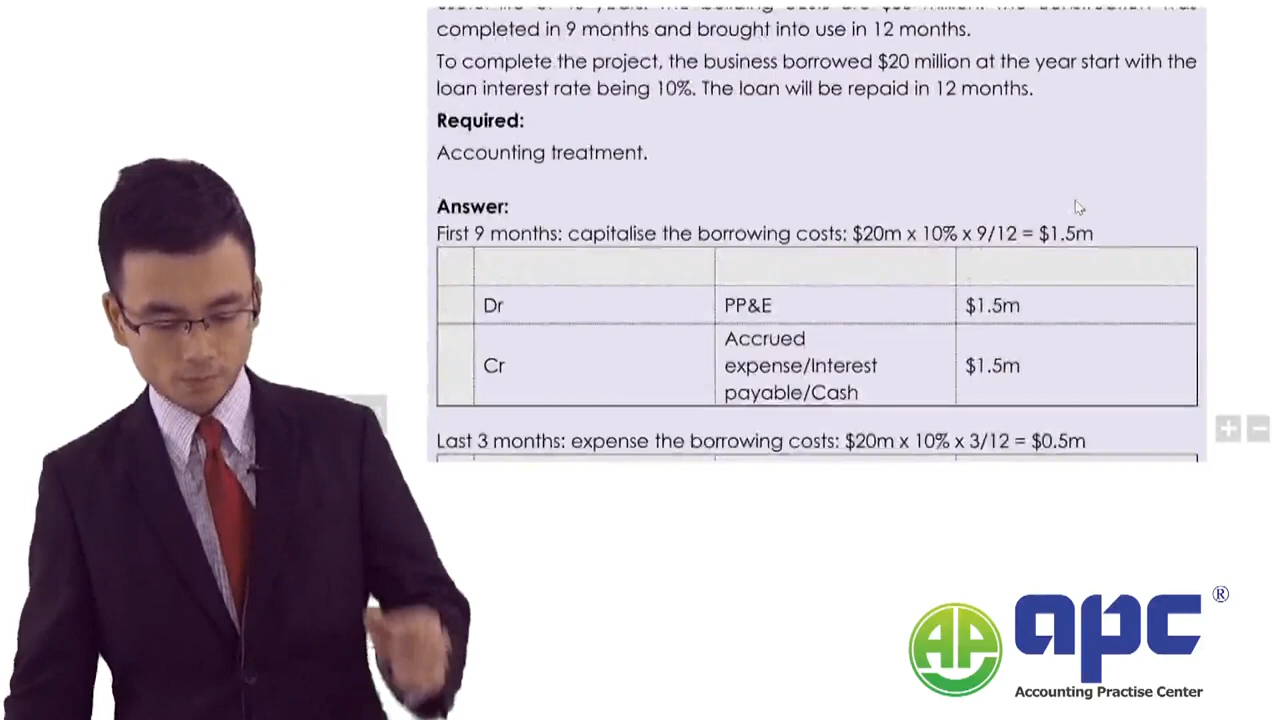 completed in 9 months and brought into use in 12 months.
To complete the project, the business borrowed $20 million at the year start with the
loan interest rate being 10%. The loan will be repaid in 12 months.
Required:
Accounting treatment.
Answer:
First 9 months: capitalise the borrowing costs: $20m x 10% x 9/12 = $1.5m
Dr PP&E $1.5m
Accrued
Cr expense/Interest $1.5m
payable/Cash
Last 3 months: expense the borrowing costs: $20m x 10% x 3/12 = $0.5m
AP apc ®
Accounting Practise Center